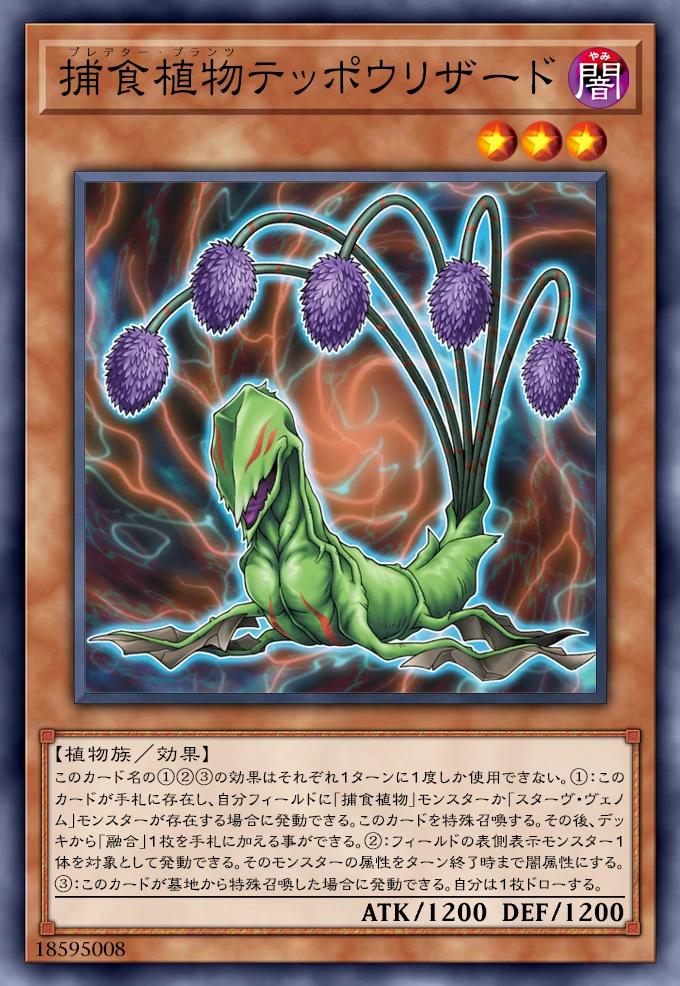 プレデター・プランツ
捕食植物テッポウリザード
やみ
闇
【植物族／効果】
このカード名の①②③の効果はそれぞれ1ターンに1度しか使用できない。①：この
カードが手札に存在し、自分フィールドに「捕食植物」モンスターか「スターヴ・ヴェノ
ム」モンスターが存在する場合に発動できる。このカードを特殊召喚する。その後、デッ
キから「融合」1枚を手札に加える事ができる。②：フィールドの表側表示モンスター1
体を対象として発動できる。そのモンスターの属性をターン終了時まで闇属性にする。
③：このカードが墓地から特殊召喚した場合に発動できる。自分は1枚ドローする。
ATK/1200 DEF/1200
18595008